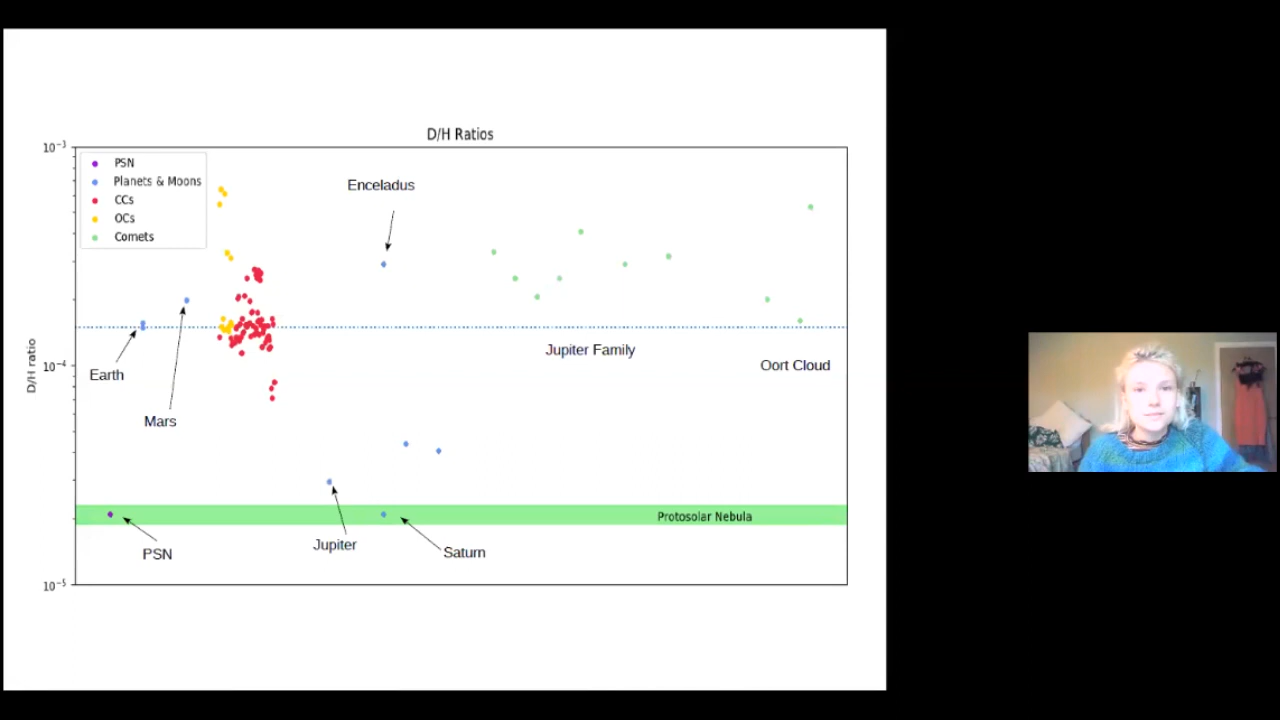 D/H Ratios
10⁻³
PSN
Planets & Moons
CCs
OCs
Comets
Enceladus
Jupiter Family
Oort Cloud
10⁻⁴
D/H ratio
Earth
Mars
Protosolar Nebula
PSN
Jupiter
Saturn
10⁻⁵